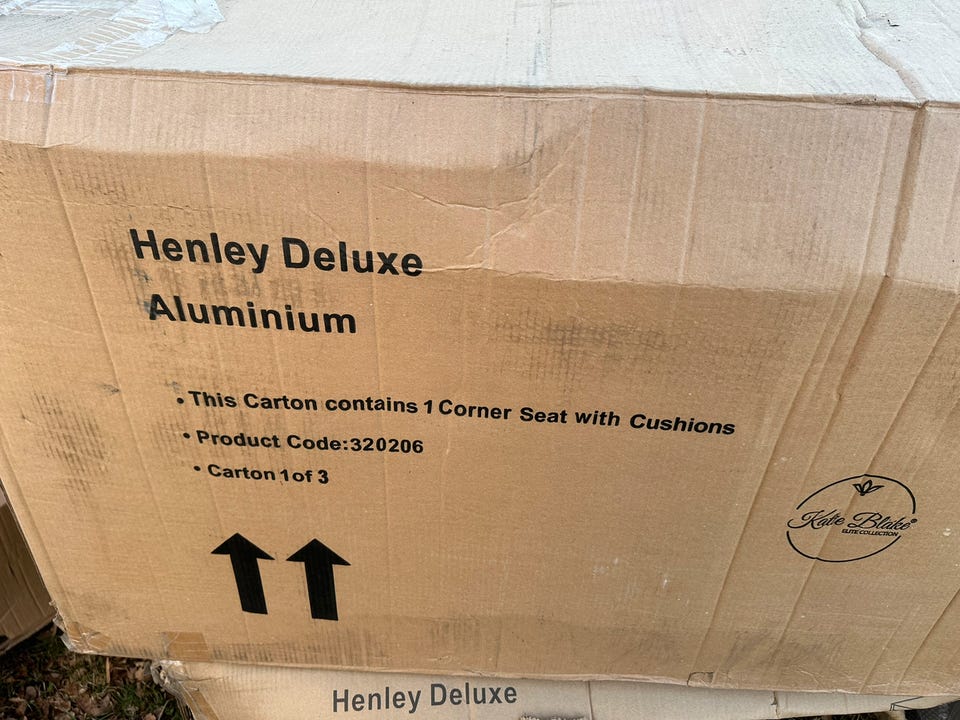 Henley Deluxe
Aluminium
• This Carton contains 1 Corner Seat with Cushions
• Product Code:320206
• Carton 1of 3
Katie Blake®
ELITE COLLECTION
Henley Deluxe